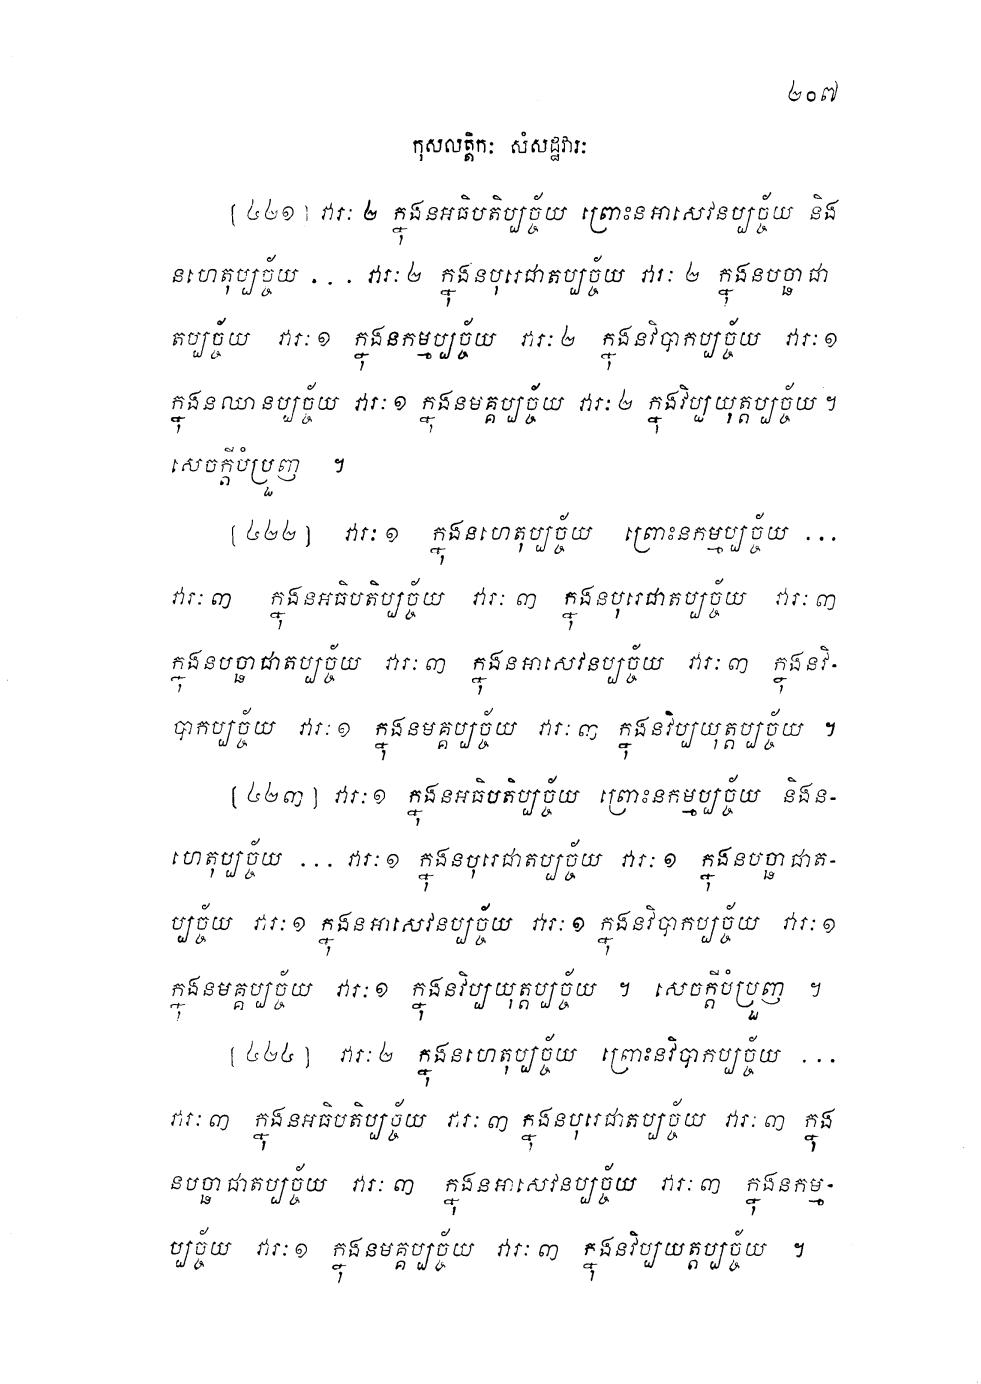 ២០៧
កុសលត្តិកៈ សំសដ្ឋវារៈ
[៤២១] វារៈ ២ ក្នុងនអធិបតិប្បច្ច័យ ព្រោះនអាសេវនប្បច្ច័យ និង
នហេតុប្បច្ច័យ ... វារៈ ២ ក្នុងនបុរេជាតប្បច្ច័យ វារៈ ២ ក្នុងនបច្ឆាជា
តប្បច្ច័យ វារៈ ១ ក្នុងនកម្មប្បច្ច័យ វារៈ ២ ក្នុងនវិបាកប្បច្ច័យ វារៈ ១
ក្នុងនឈានប្បច្ច័យ វារៈ ១ ក្នុងនមគ្គប្បច្ច័យ វារៈ ២ ក្នុងវិប្បយុត្តប្បច្ច័យ ។
សេចក្តីបំប្រួញ ។
[៤២២] វារៈ ១ ក្នុងនហេតុប្បច្ច័យ ព្រោះនកម្មប្បច្ច័យ ...
វារៈ ៣ ក្នុងនអធិបតិប្បច្ច័យ វារៈ ៣ ក្នុងនបុរេជាតប្បច្ច័យ វារៈ ៣
ក្នុងនបច្ឆាជាតប្បច្ច័យ វារៈ ៣ ក្នុងនអាសេវនប្បច្ច័យ វារៈ ៣ ក្នុងនវិ-
បាកប្បច្ច័យ វារៈ ១ ក្នុងនមគ្គប្បច្ច័យ វារៈ ៣ ក្នុងនវិប្បយុត្តប្បច្ច័យ ។
[៤២៣] វារៈ ១ ក្នុងនអធិបតិប្បច្ច័យ ព្រោះនកម្មប្បច្ច័យ និងន-
ហេតុប្បច្ច័យ ... វារៈ ១ ក្នុងនបុរេជាតប្បច្ច័យ វារៈ ១ ក្នុងនបច្ឆាជាត-
ប្បច្ច័យ វារៈ ១ ក្នុងនអាសេវនប្បច្ច័យ វារៈ ១ ក្នុងនវិបាកប្បច្ច័យ វារៈ ១
ក្នុងនមគ្គប្បច្ច័យ វារៈ ១ ក្នុងនវិប្បយុត្តប្បច្ច័យ ។ សេចក្តីបំប្រួញ ។
[៤២៤] វារៈ ២ ក្នុងនហេតុប្បច្ច័យ ព្រោះនវិបាកប្បច្ច័យ ...
វារៈ ៣ ក្នុងនអធិបតិប្បច្ច័យ វារៈ ៣ ក្នុងនបុរេជាតប្បច្ច័យ វារៈ ៣ ក្នុង
នបច្ឆាជាតប្បច្ច័យ វារៈ ៣ ក្នុងនអាសេវនប្បច្ច័យ វារៈ ៣ ក្នុងនកម្ម-
ប្បច្ច័យ វារៈ ១ ក្នុងនមគ្គប្បច្ច័យ វារៈ ៣ ក្នុងនវិប្បយត្តប្បច្ច័យ ។